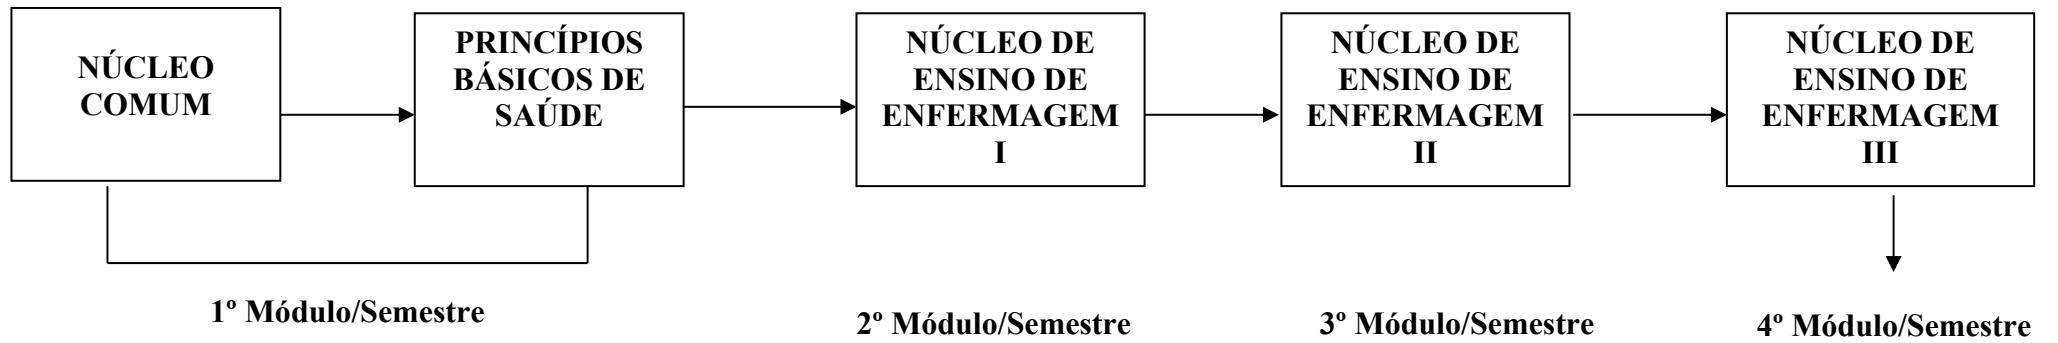 NÚCLEO
COMUM
PRINCÍPIOS
BÁSICOS DE
SAÚDE
NÚCLEO DE
ENSINO DE
ENFERMAGEM
I
NÚCLEO DE
ENSINO DE
ENFERMAGEM
II
NÚCLEO DE
ENSINO DE
ENFERMAGEM
III
1º Módulo/Semestre
2º Módulo/Semestre
3º Módulo/Semestre
4º Módulo/Semestre